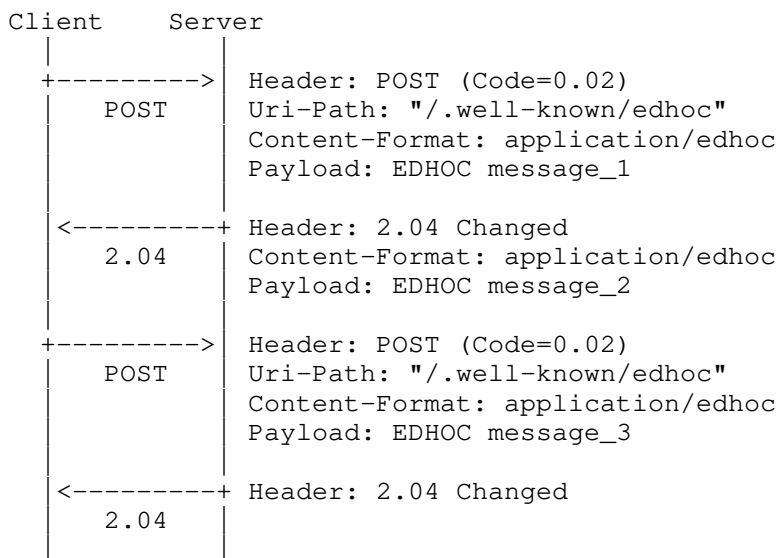 Client Server
Header: POST (Code=0.02)
POST Uri-Path: "/.well-known/edhoc"
Content-Format: application/edhoc
Payload: EDHOC message_1
Header: 2.04 Changed
2.04 Content-Format: application/edhoc
Payload: EDHOC message_2
Header: POST (Code=0.02)
POST Uri-Path: "/.well-known/edhoc"
Content-Format: application/edhoc
Payload: EDHOC message_3
Header: 2.04 Changed
2.04